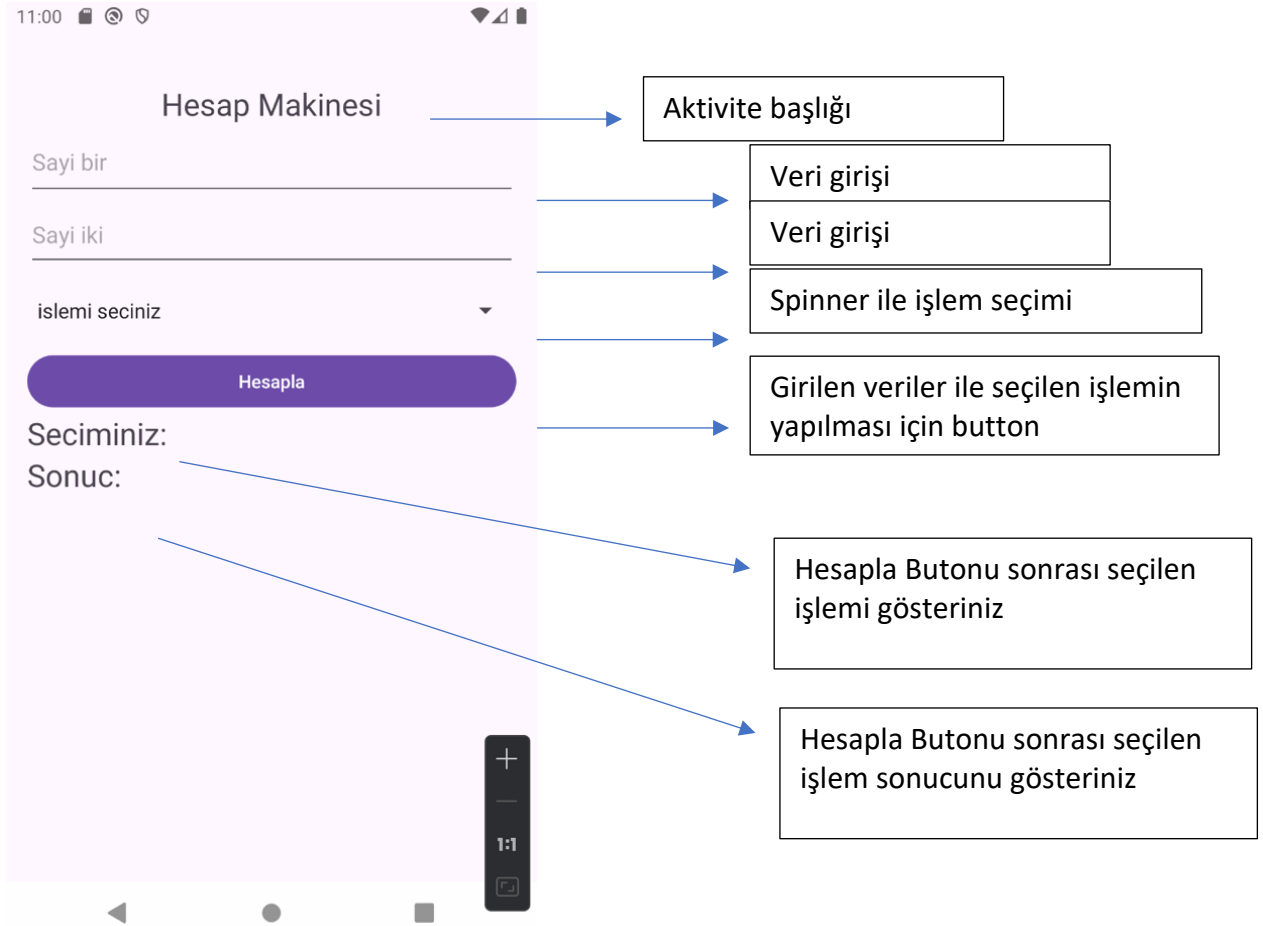 11:00
Hesap Makinesi
Aktivite başlığı
Sayi bir
Veri girişi
Sayi iki
Veri girişi
islemi seciniz
Spinner ile işlem seçimi
Hesapla
Girilen veriler ile seçilen işlemin
yapılması için button
Seciminiz:
Sonuc:
Hesapla Butonu sonrası seçilen
işlemi gösteriniz
Hesapla Butonu sonrası seçilen
işlem sonucunu gösteriniz
1:1